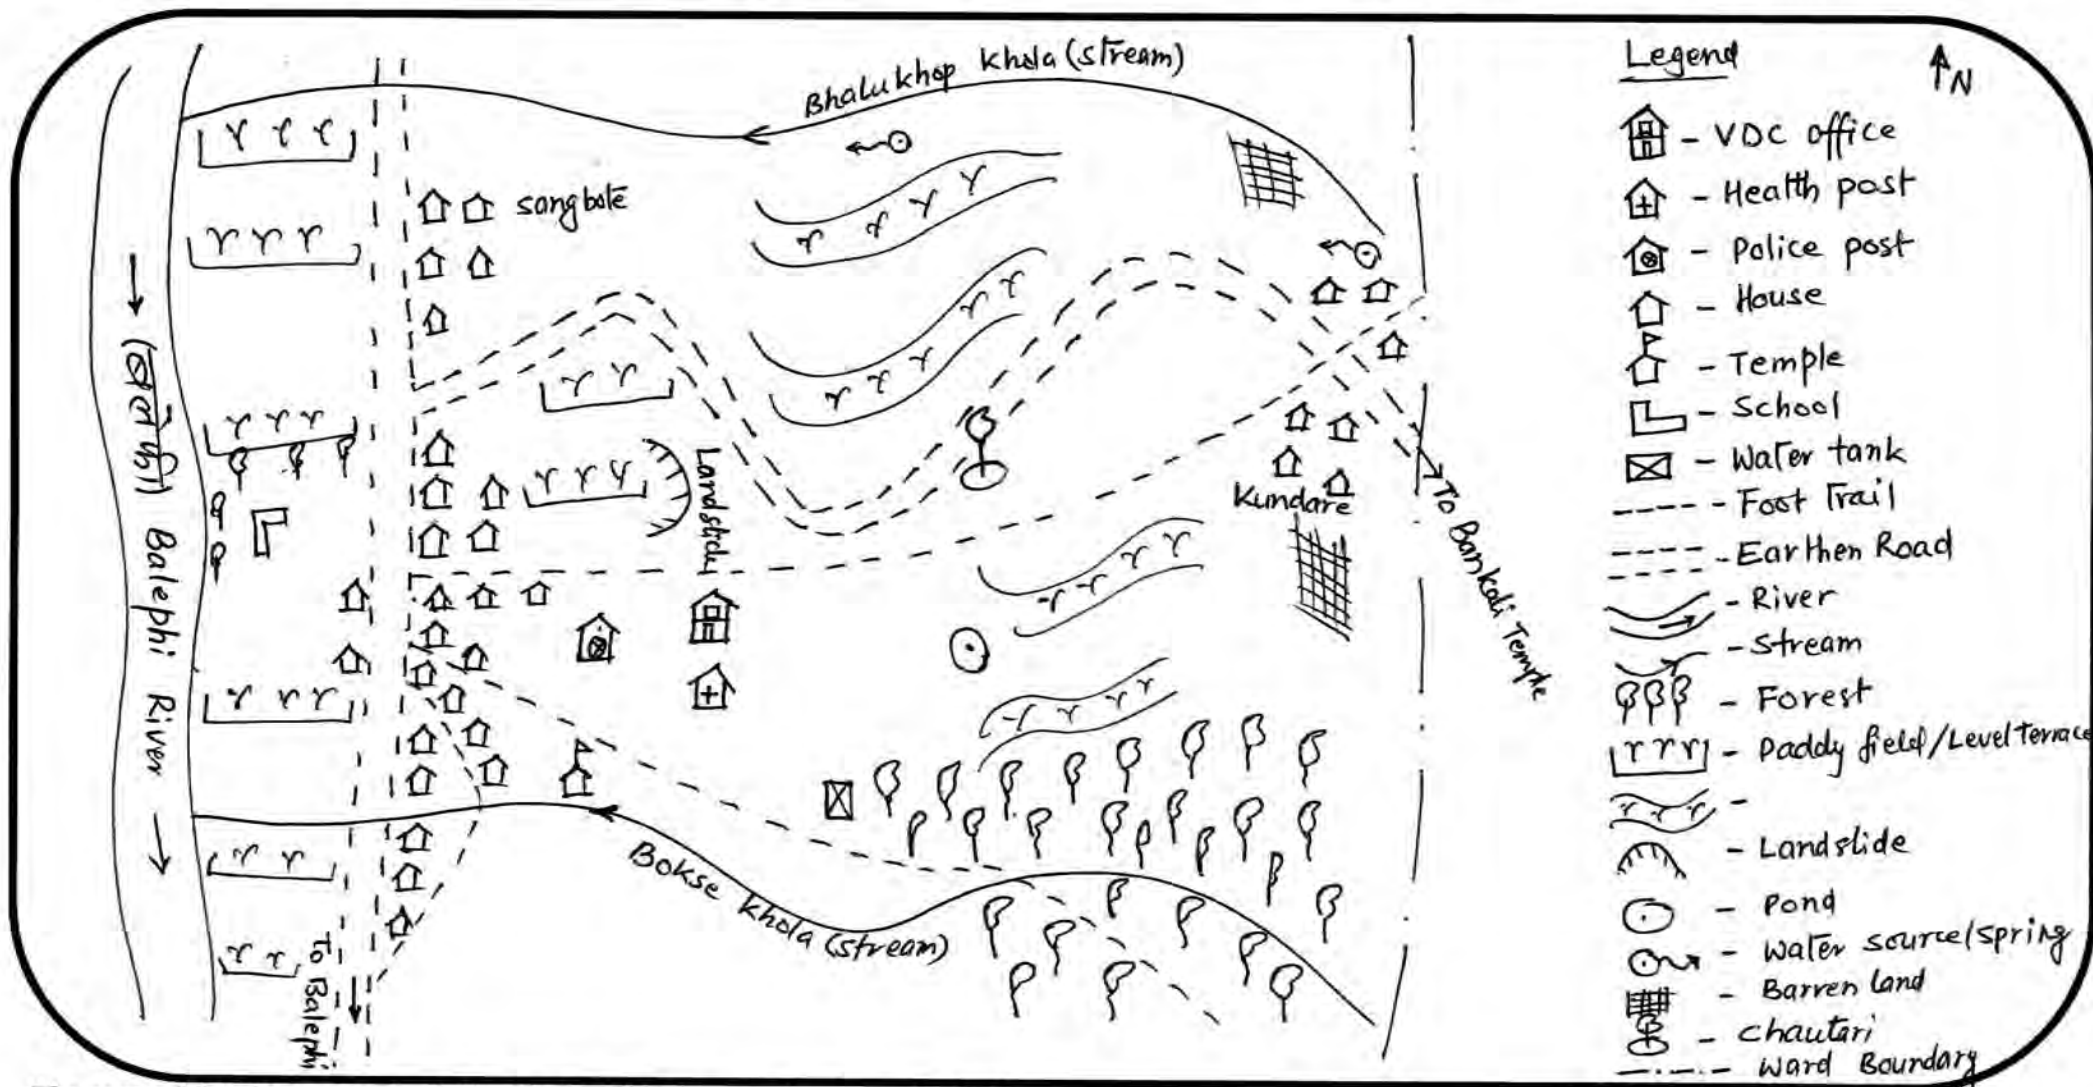 Bhalukhop Khola (stream)
sangbote
Balephi River
Landslide
Kundare
To Bankali Temple
Bokse Khola (stream)
To Balephi
Legend
N
- VDC office
- Health post
- Police post
- House
- Temple
- School
- Water tank
- Foot Trail
- Earthen Road
- River
- Stream
- Forest
- Paddy field/Level terrace
-
- Landslide
- Pond
- Water source/spring
- Barren land
- Chautari
- Ward Boundary